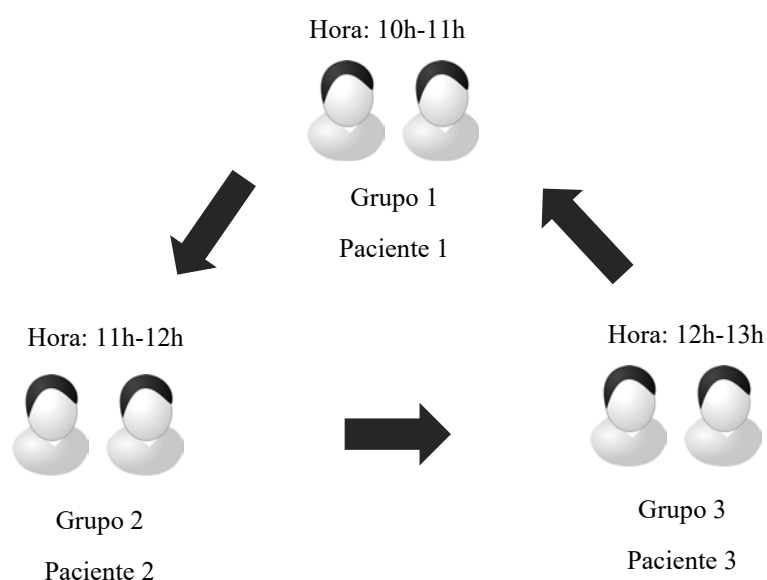 Hora: 10h-11h
Grupo 1
Paciente 1
Hora: 11h-12h
Grupo 2
Paciente 2
Hora: 12h-13h
Grupo 3
Paciente 3